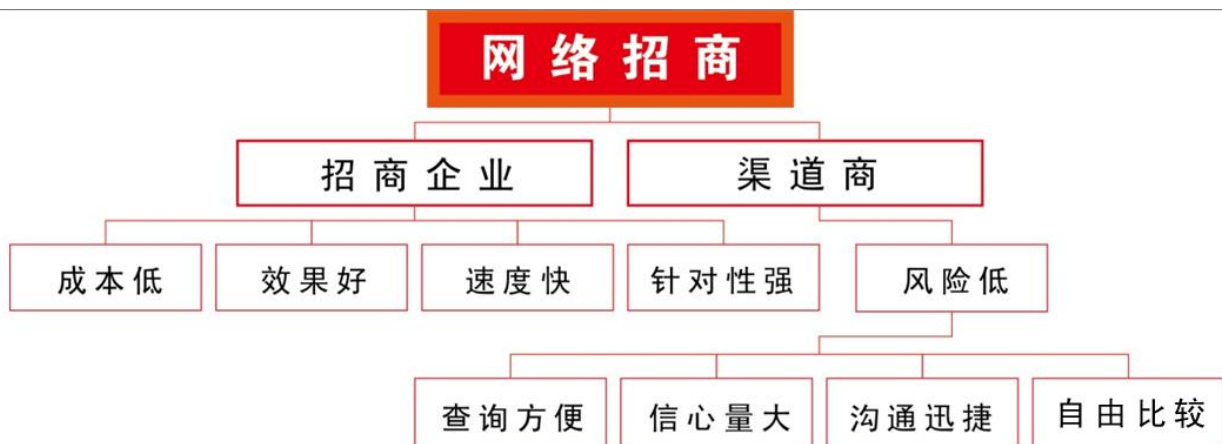 网络招商
招商企业
渠道商
成本低
效果好
速度快
针对性强
风险低
查询方便
信心量大
沟通迅捷
自由比较